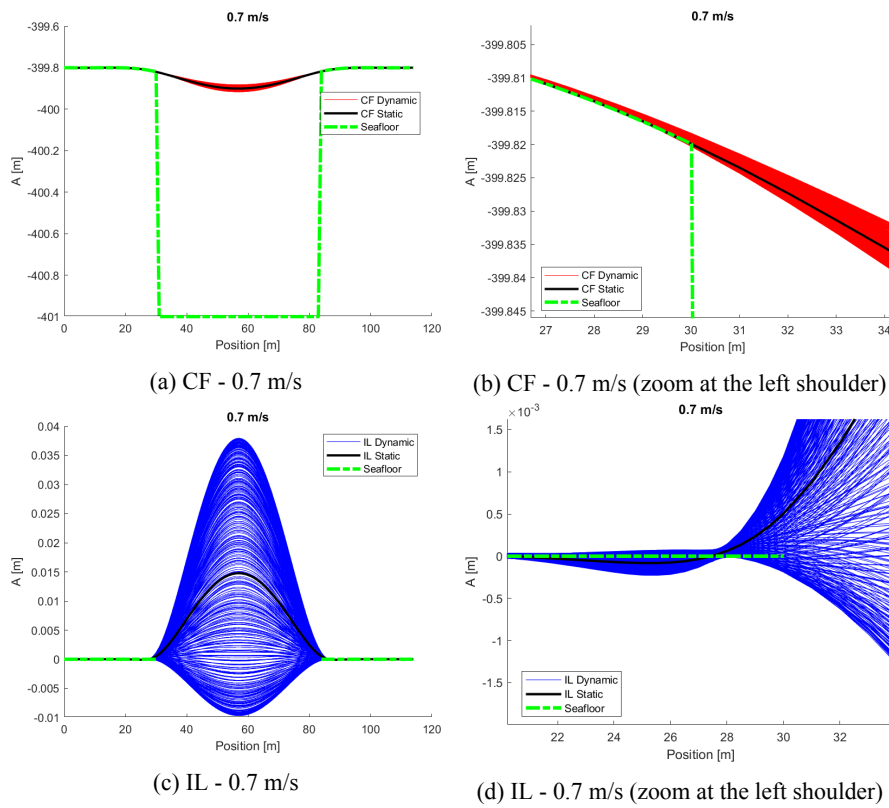 0.7 m/s
-399.6
-399.8
-400
-400.2
-400.4
-400.6
-400.8
-401
A [m]
CF Dynamic
CF Static
Seafloor
0 20 40 60 80 100 120
Position [m]
(a) CF - 0.7 m/s
0.7 m/s
-399.805
-399.81
-399.815
-399.82
-399.825
-399.83
-399.835
-399.84
-399.845
A [m]
CF Dynamic
CF Static
Seafloor
27 28 29 30 31 32 33 34
Position [m]
(b) CF - 0.7 m/s (zoom at the left shoulder)
0.7 m/s
0.04
0.035
0.03
0.025
0.02
0.015
0.01
0.005
0
-0.005
-0.01
A [m]
IL Dynamic
IL Static
Seafloor
0 20 40 60 80 100 120
Position [m]
(c) IL - 0.7 m/s
×10⁻³
0.7 m/s
1.5
1
0.5
0
-0.5
-1
-1.5
A [m]
IL Dynamic
IL Static
Seafloor
22 24 26 28 30 32
Position [m]
(d) IL - 0.7 m/s (zoom at the left shoulder)